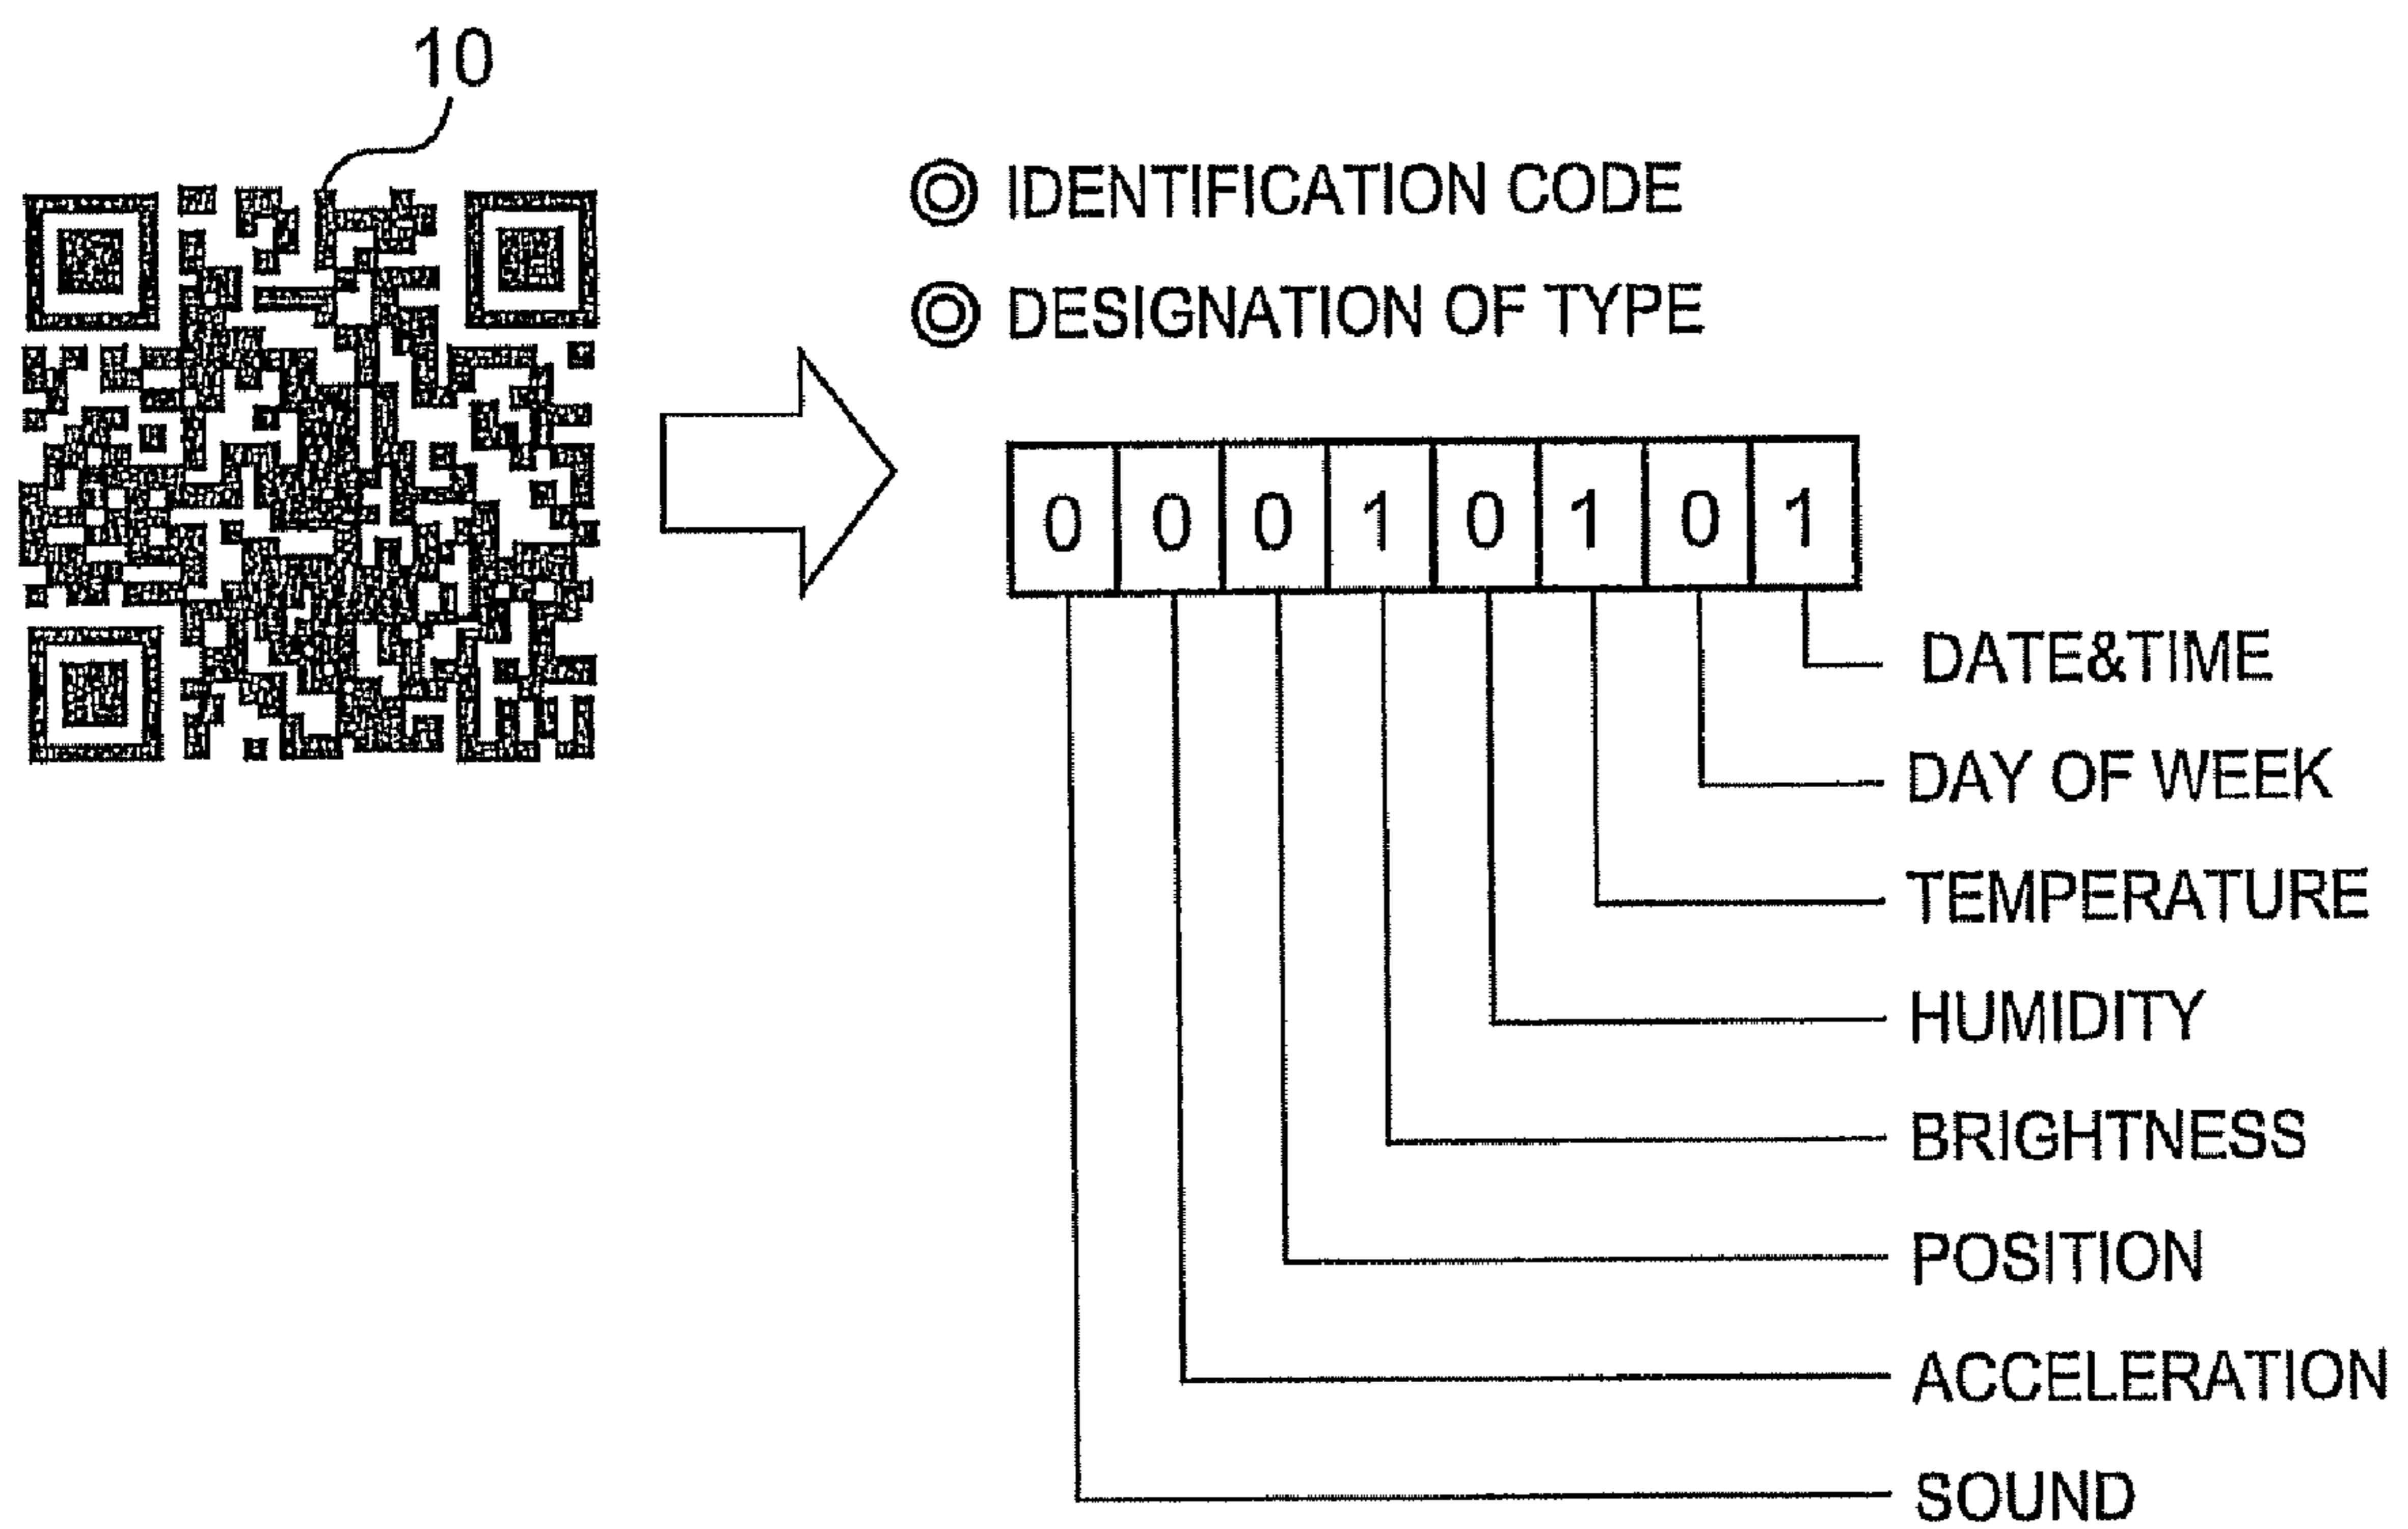 10
◎ IDENTIFICATION CODE
◎ DESIGNATION OF TYPE
0 0 0 1 0 1 0 1
DATE&TIME
DAY OF WEEK
TEMPERATURE
HUMIDITY
BRIGHTNESS
POSITION
ACCELERATION
SOUND